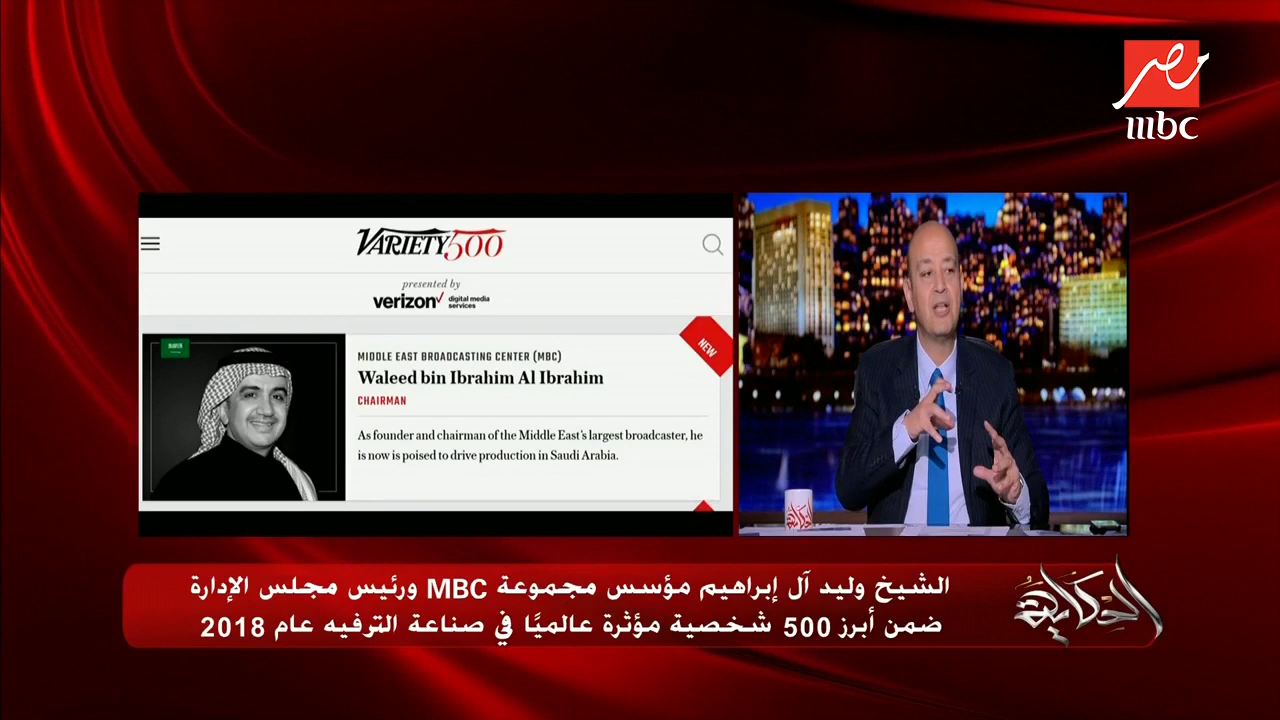 مصر
mbc
VARIETY500
presented by
verizon✓ digital media
services
NEW
MIDDLE EAST BROADCASTING CENTER (MBC)
Waleed bin Ibrahim Al Ibrahim
CHAIRMAN
As founder and chairman of the Middle East's largest broadcaster, he
is now is poised to drive production in Saudi Arabia.
الحكاية
الشيخ وليد آل إبراهيم مؤسس مجموعة MBC ورئيس مجلس الإدارة
ضمن أبرز 500 شخصية مؤثرة عالميًا في صناعة الترفيه عام 2018
الحكاية